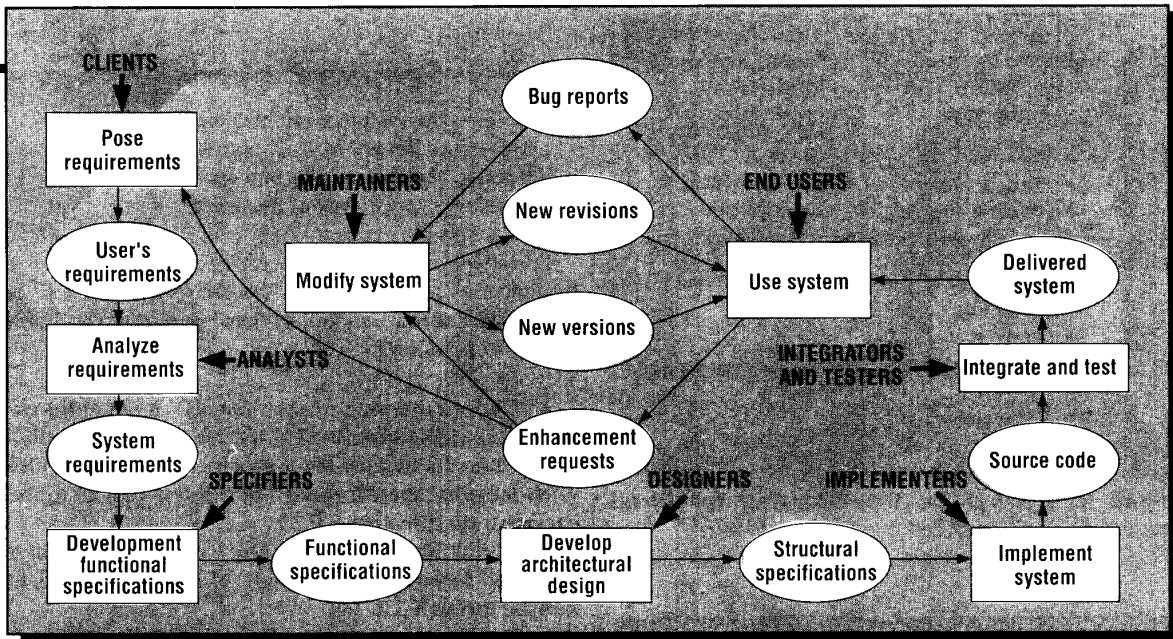 CLIENTS
Pose
requirements
User's
requirements
Analyze
requirements
ANALYSTS
System
requirements
SPECIFIERS
Development
functional
specifications
Functional
specifications
MAINTAINERS
Modify system
Bug reports
New revisions
New versions
Enhancement
requests
END USERS
Use system
DESIGNERS
Develop
architectural
design
Structural
specifications
IMPLEMENTERS
Implement
system
Source code
INTEGRATORS
AND TESTERS
Integrate and test
Delivered
system